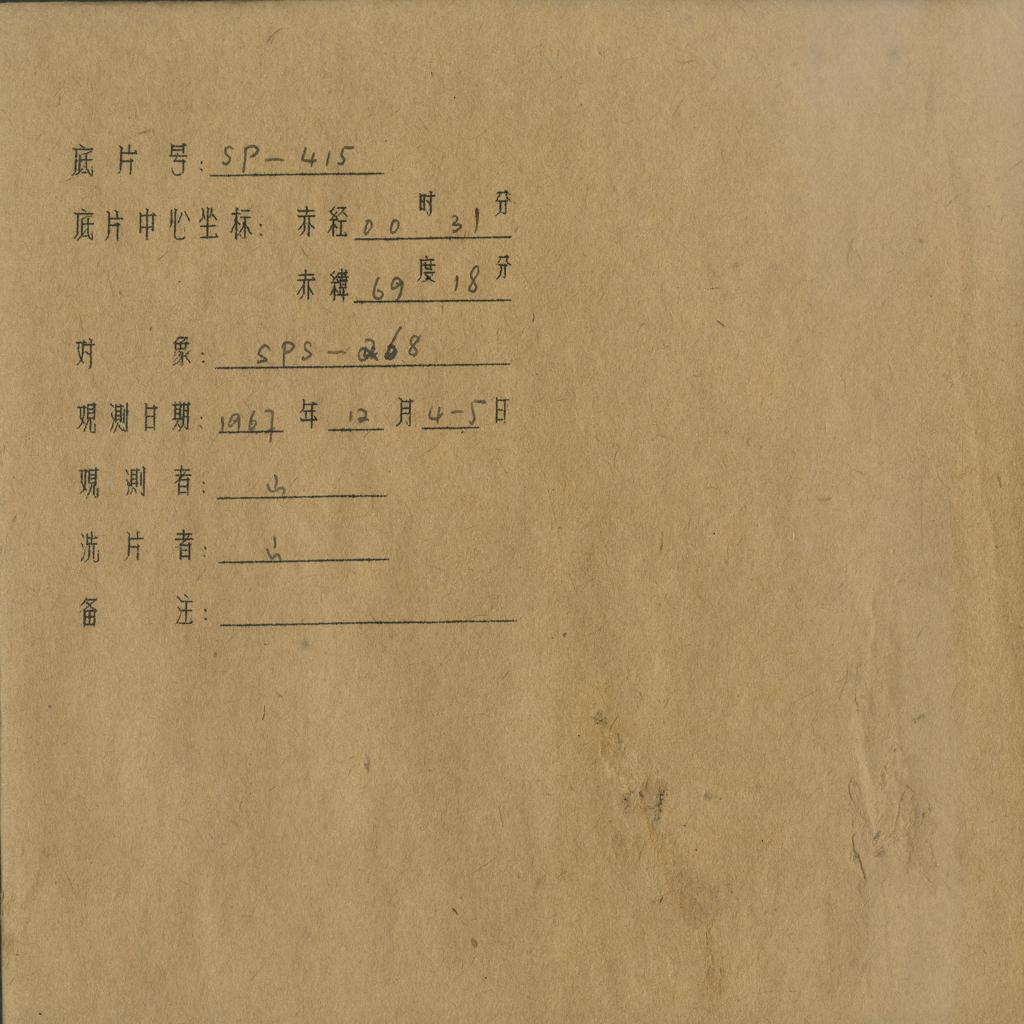 底片号: SP-415
底片中心坐标: 赤经 00 时 31 分
赤緯 69 度 18 分
对象: SPS-268
观测日期: 1967 年 12 月 4-5 日
观测者: 山
洗片者:
备注: